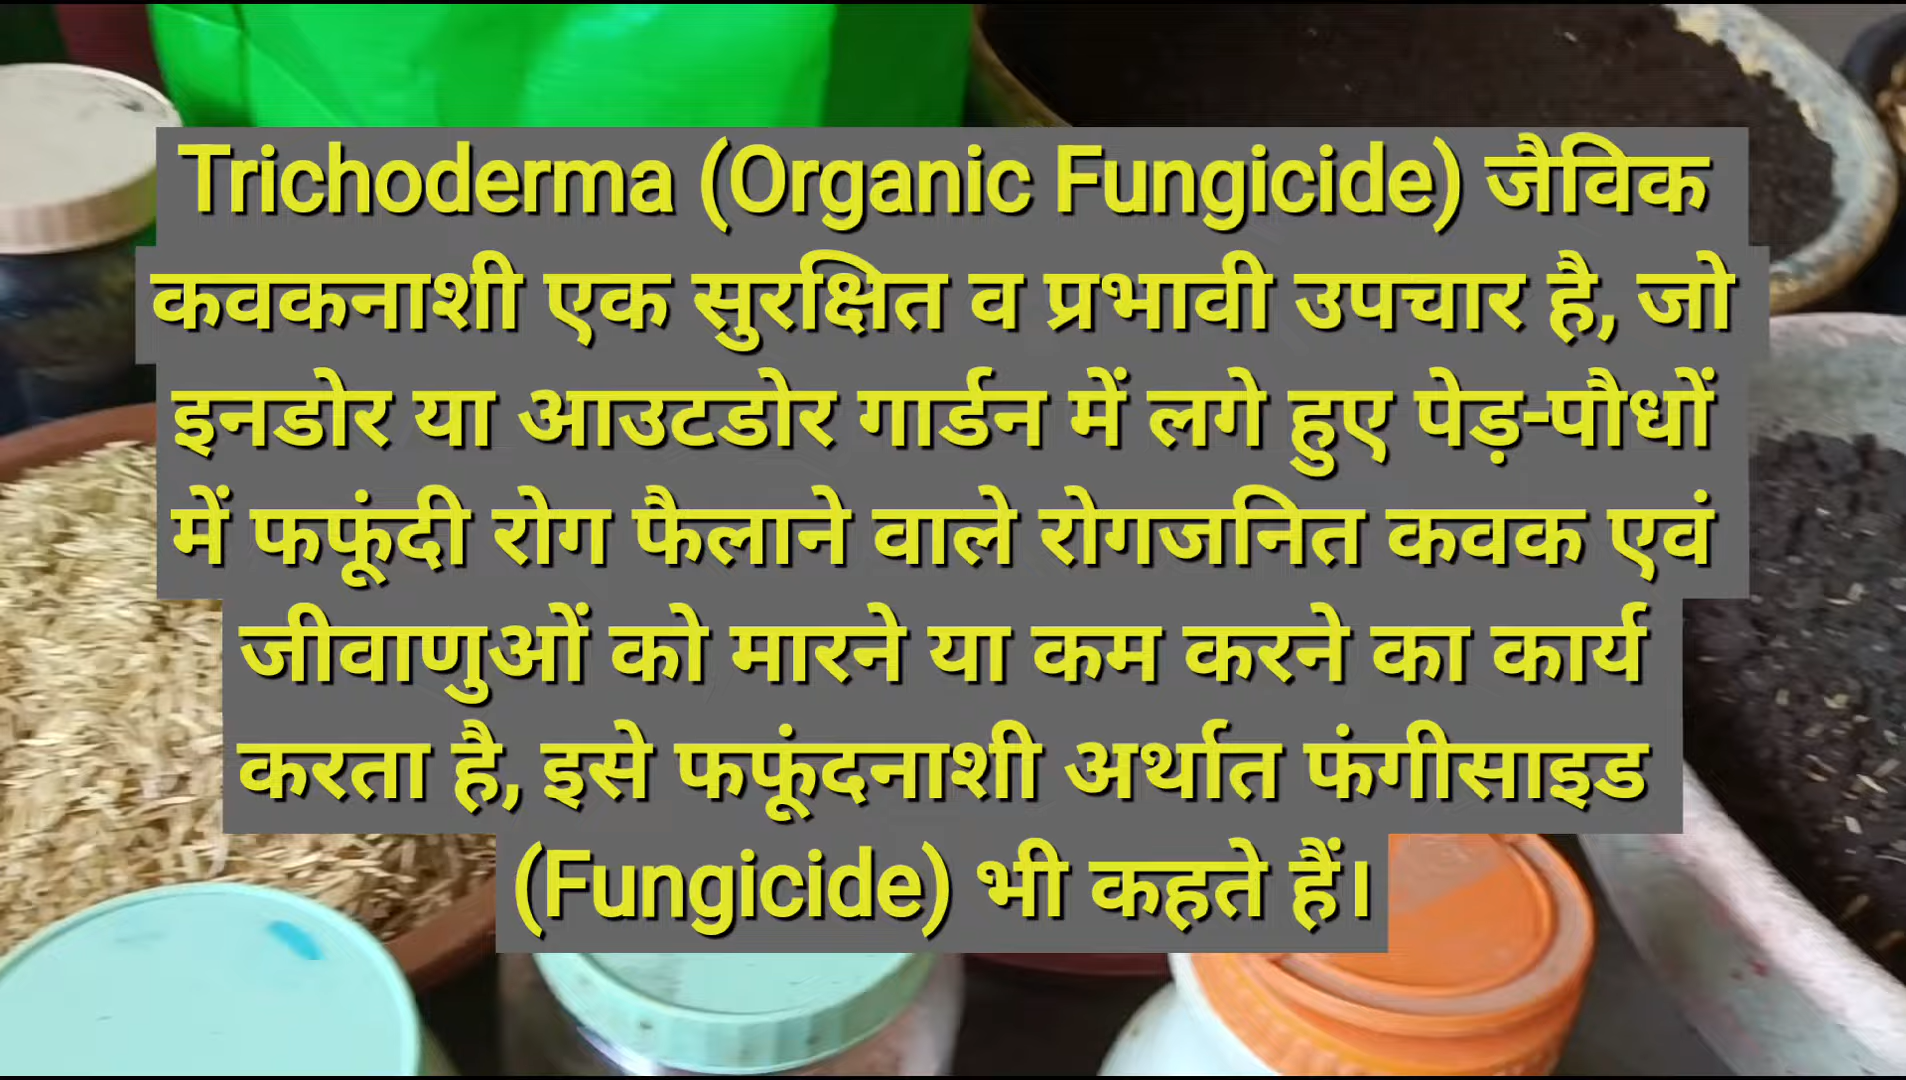 Trichoderma (Organic Fungicide) जैविक
कवकनाशी एक सुरक्षित व प्रभावी उपचार है, जो
इनडोर या आउटडोर गार्डन में लगे हुए पेड़-पौधों
में फफूंदी रोग फैलाने वाले रोगजनित कवक एवं
जीवाणुओं को मारने या कम करने का कार्य
करता है, इसे फफूंदनाशी अर्थात फंगीसाइड
(Fungicide) भी कहते हैं।